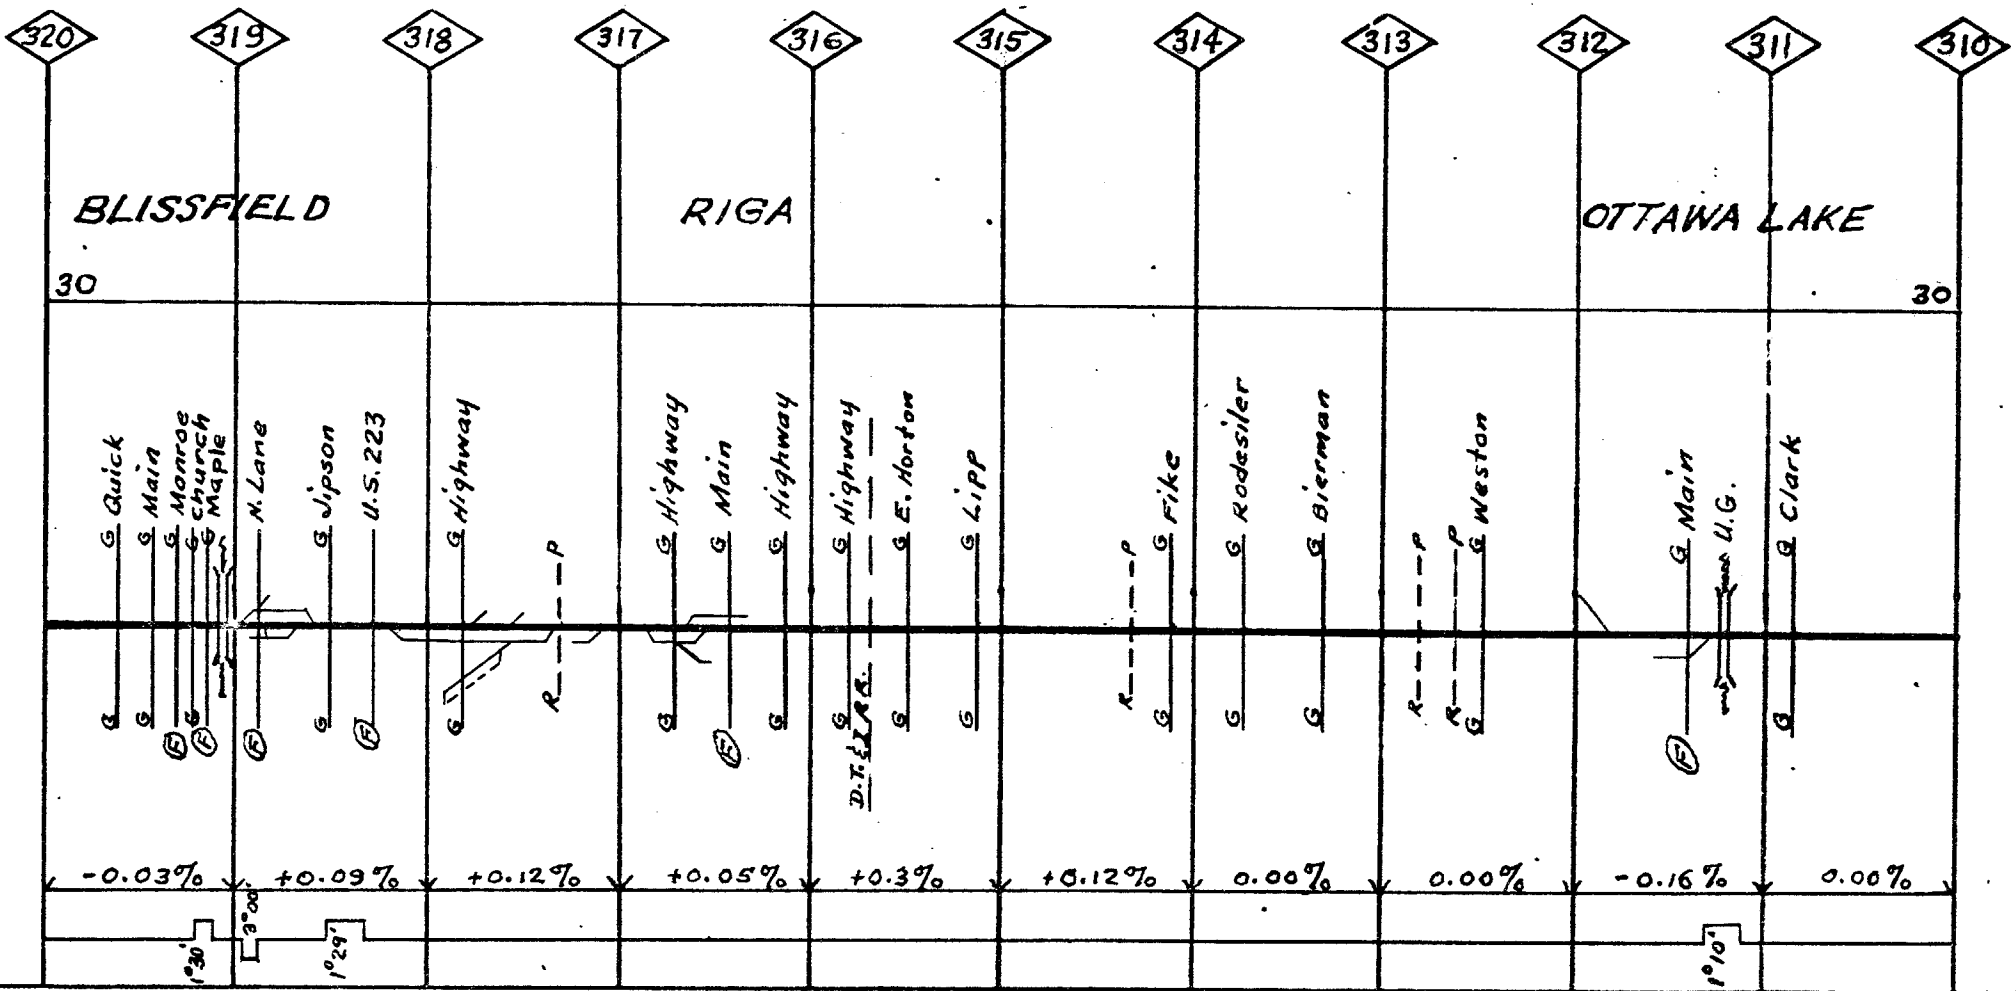 320 319 318 317 316 315 314 313 312 311 310
BLISSFIELD RIGA OTTAWA LAKE
30 30
Quick Main Monroe Church Maple N. Lane Jipson U.S. 223 Highway Highway Main Highway Highway E. Horton Lipp Fike Rodesiler Bierman Weston Main U.G. Clark
G G G G G G G G G G G G G G G G G G G G
P P P P
R R R R
G G G G G G G G G G G G G G G G
F F F F F F
D.T. & I. R.R.
-0.03% +0.09% +0.12% +0.05% +0.3% +0.12% 0.00% 0.00% -0.16% 0.00%
1°30' 3°00' 1°29' 1°10'